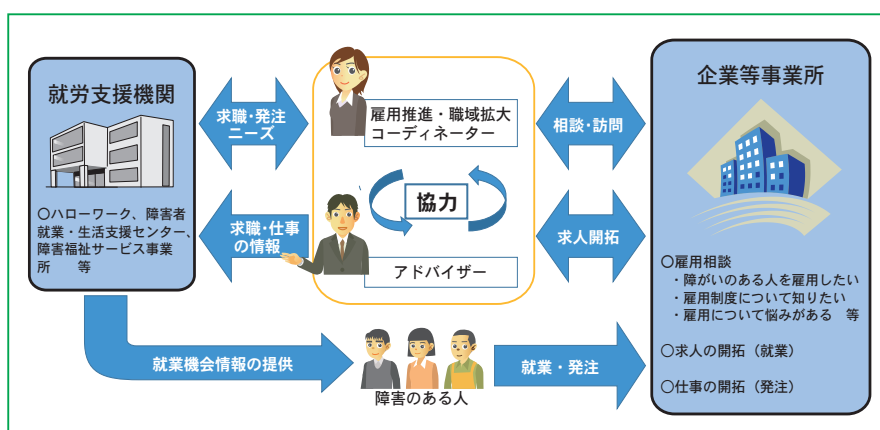 就労支援機関
○ハローワーク、障害者
就業・生活支援センター、
障害福祉サービス事業
所　等
求職・発注
ニーズ
求職・仕事
の情報
雇用推進・職域拡大
コーディネーター
協力
アドバイザー
相談・訪問
求人開拓
企業等事業所
○雇用相談
・障がいのある人を雇用したい
・雇用制度について知りたい
・雇用について悩みがある　等
○求人の開拓（就業）
○仕事の開拓（発注）
就業機会情報の提供
障害のある人
就業・発注